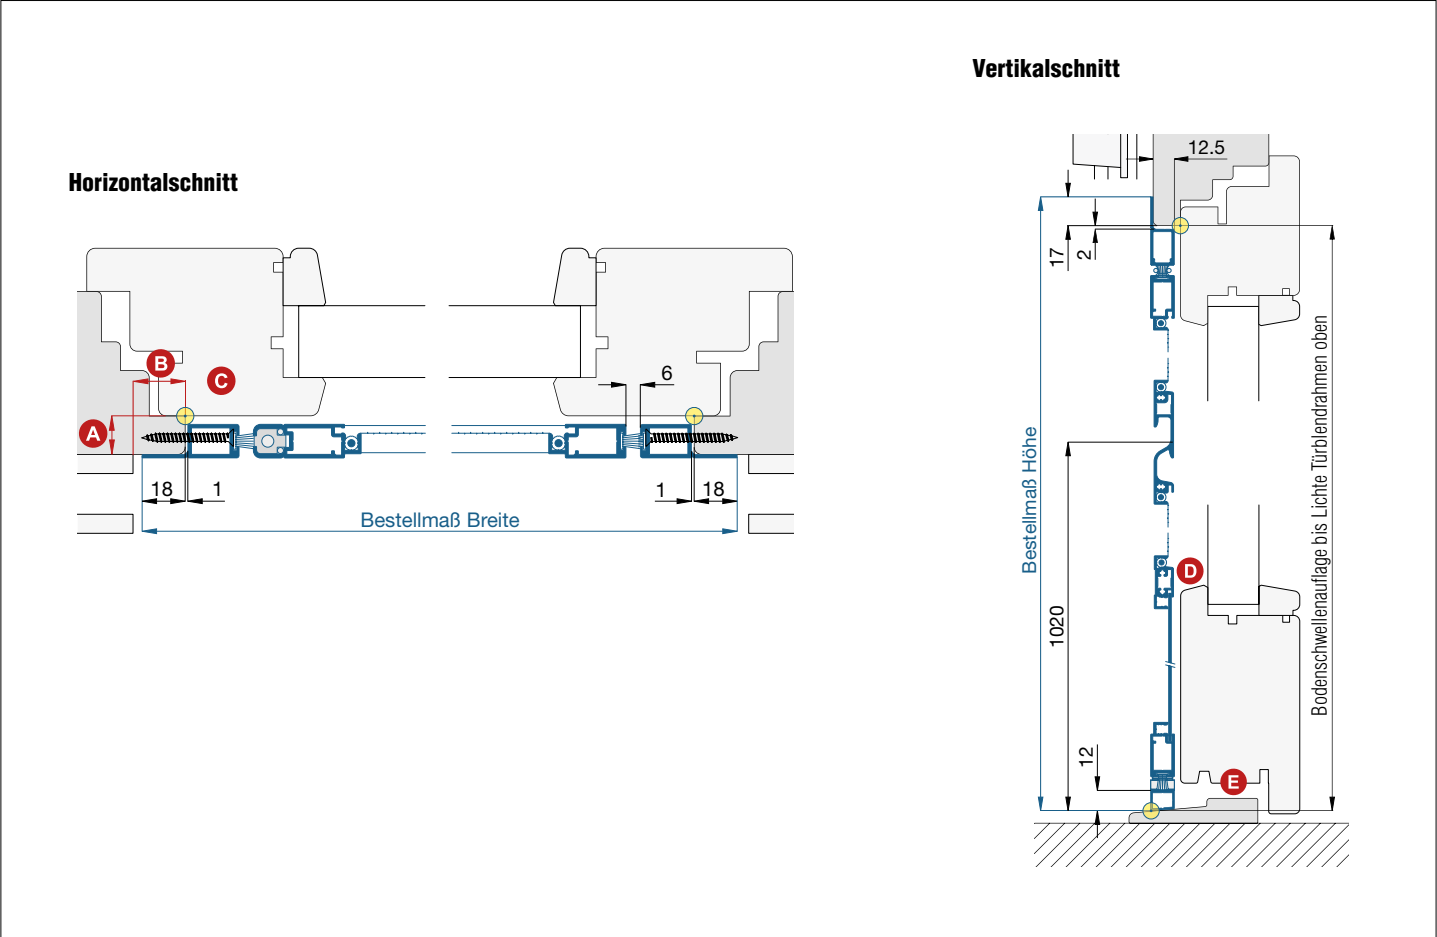 Vertikalschnitt
Horizontalschnitt
12.5
17
2
B
C
A
6
18
1
1
18
Bestellmaß Breite
Bestellmaß Höhe
1020
D
12
E
Bodenschwellenauflage bis Lichte Türblendrahmen oben